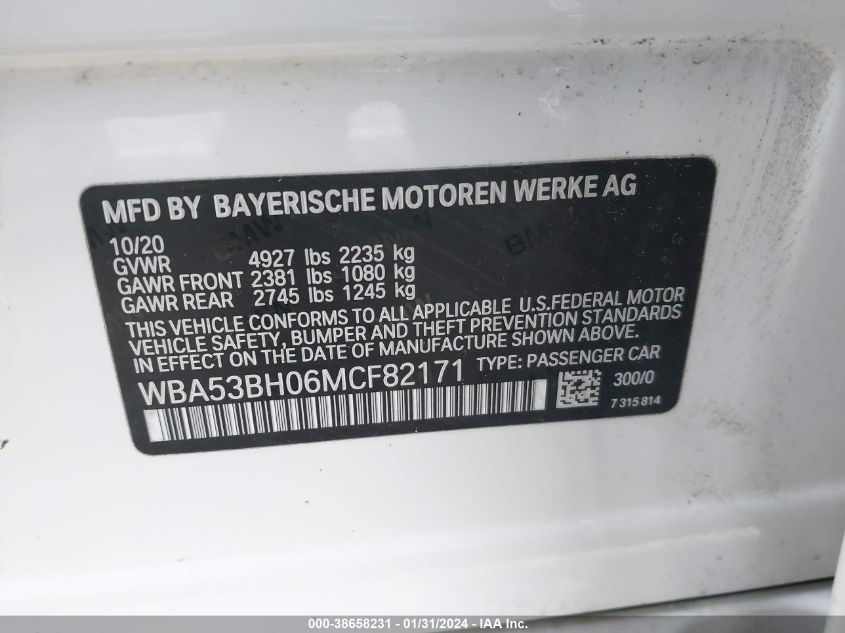 MFD BY BAYERISCHE MOTOREN WERKE AG
10/20
GVWR 4927 lbs 2235 kg
GAWR FRONT 2381 lbs 1080 kg
GAWR REAR 2745 lbs 1245 kg
THIS VEHICLE CONFORMS TO ALL APPLICABLE U.S.FEDERAL MOTOR
VEHICLE SAFETY, BUMPER AND THEFT PREVENTION STANDARDS
IN EFFECT ON THE DATE OF MANUFACTURE SHOWN ABOVE.
WBA53BH06MCF82171 TYPE: PASSENGER CAR
300/0
7 315 814
000-38658231 - 01/31/2024 - IAA, Inc.